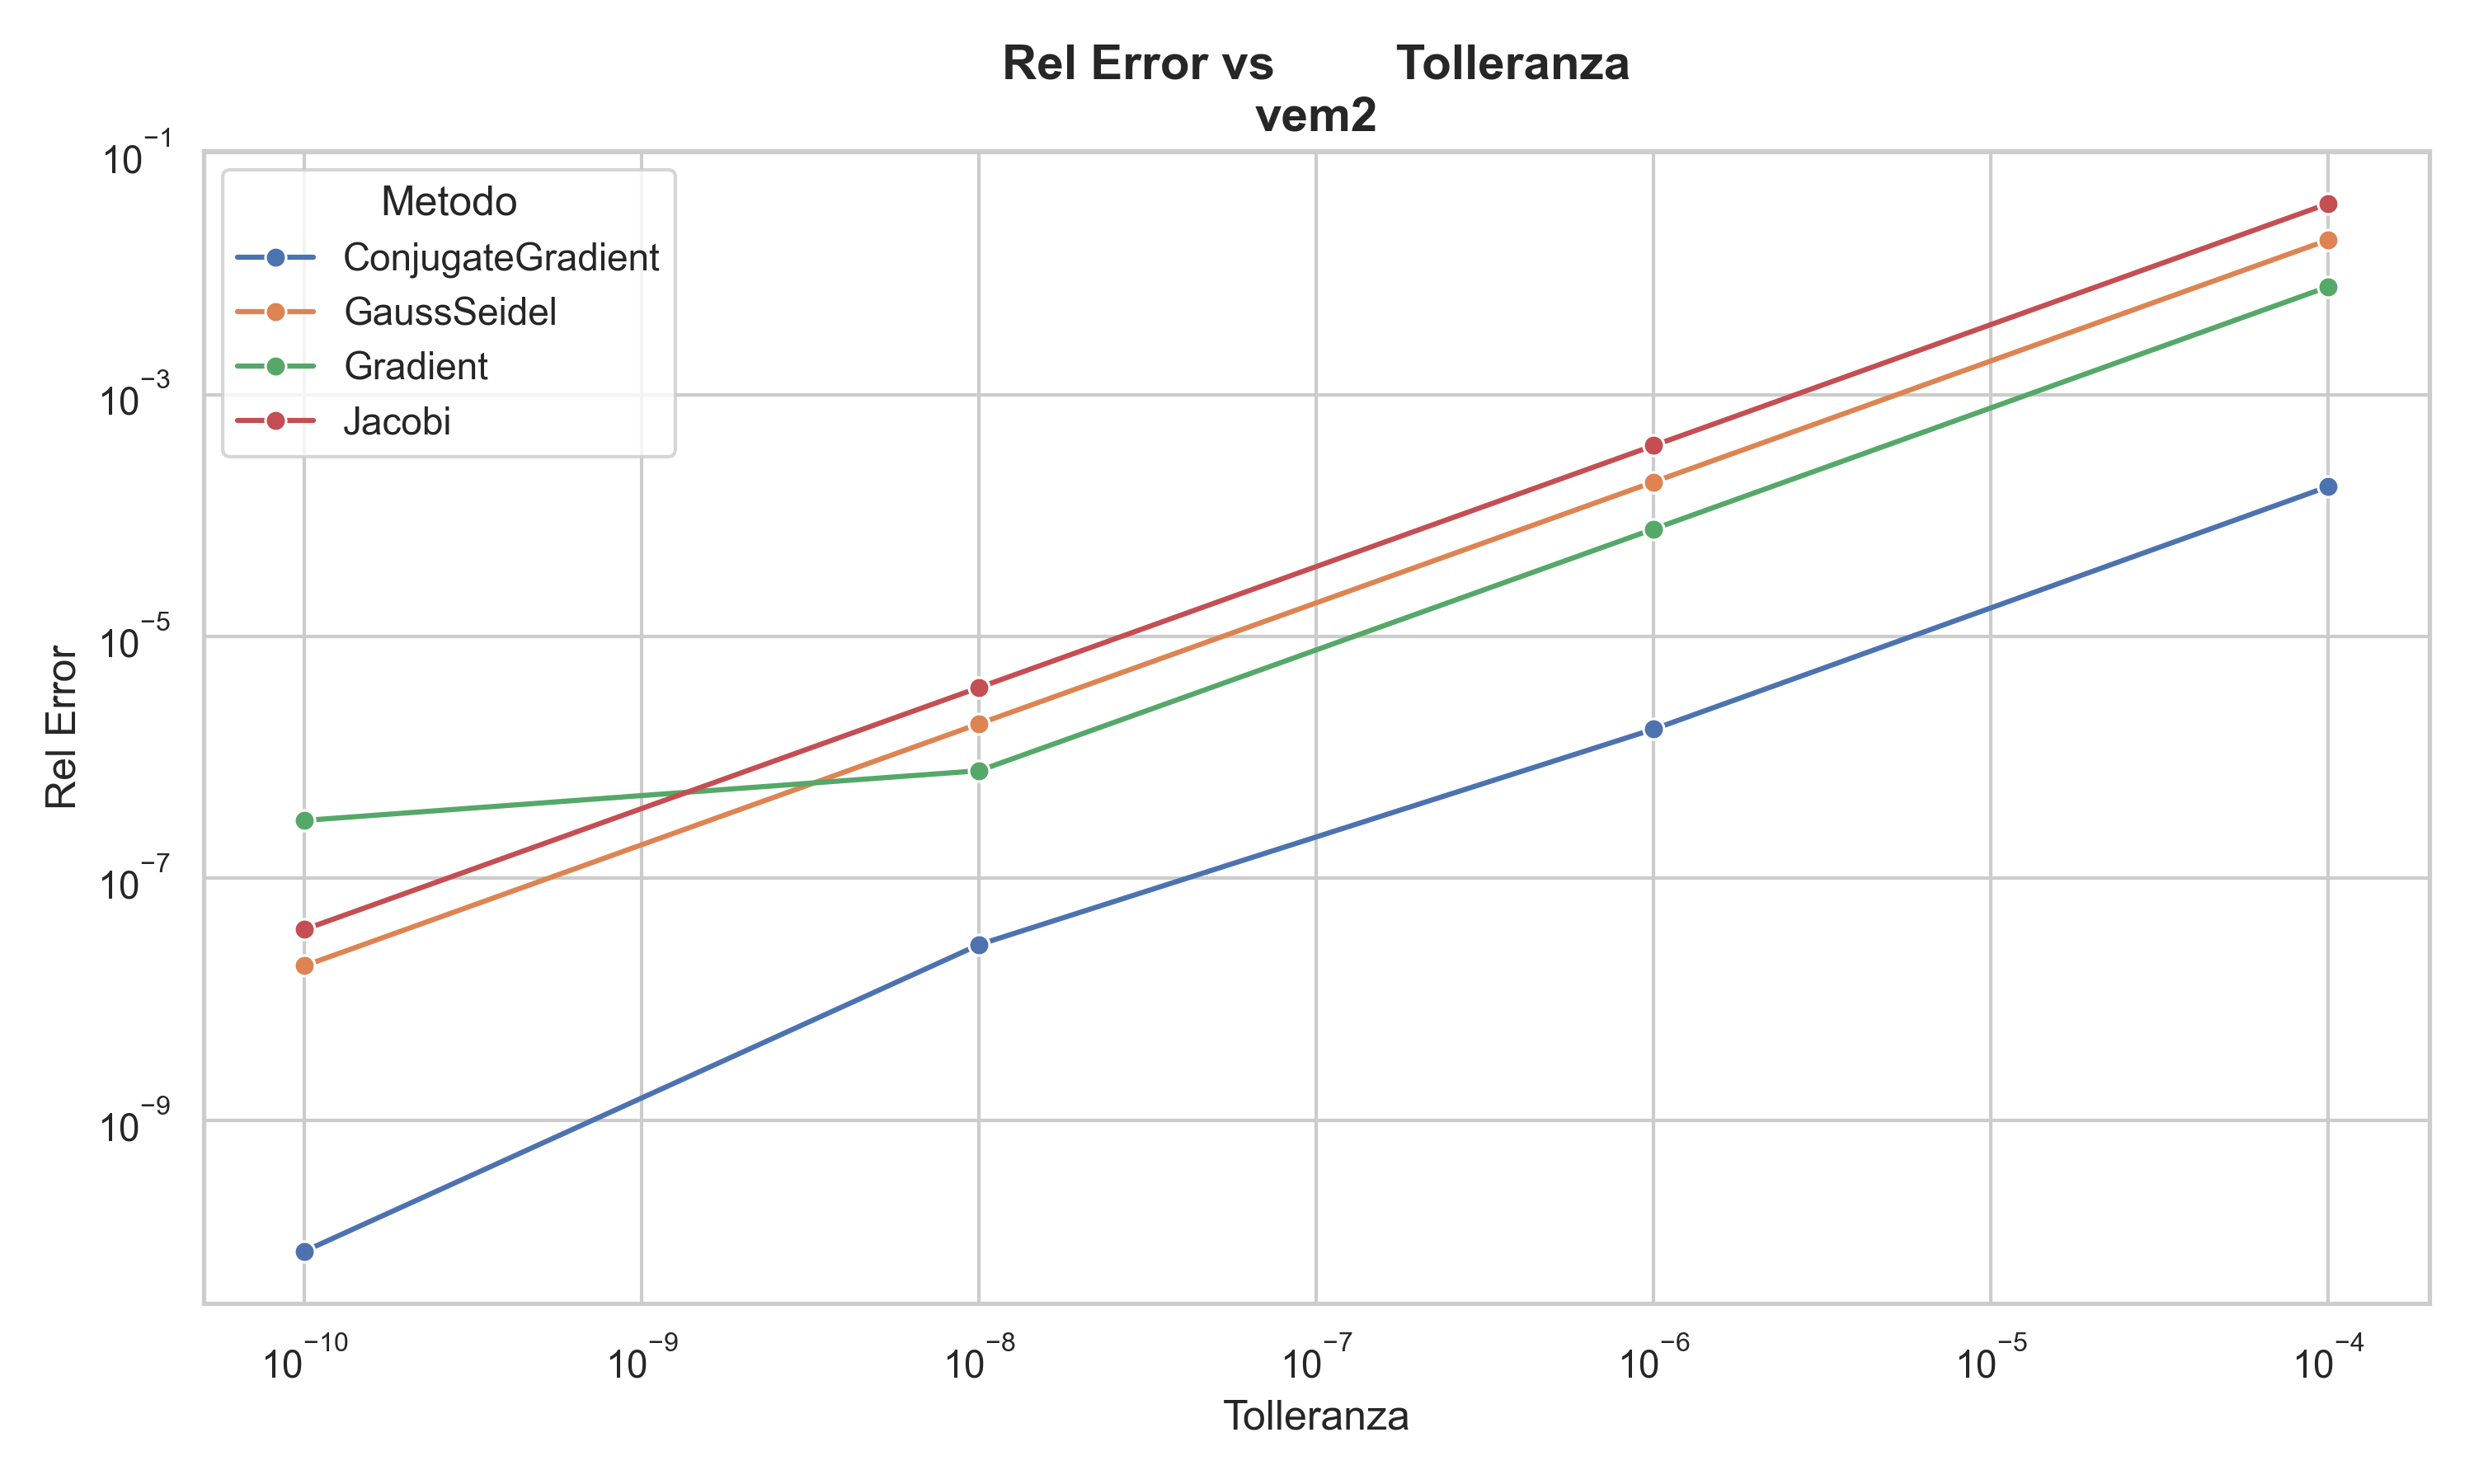 Rel Error vs Tolleranza
vem2
10⁻¹
Metodo
ConjugateGradient
GaussSeidel
Gradient
Jacobi
10⁻³
10⁻⁵
Rel Error
10⁻⁷
10⁻⁹
10⁻¹⁰ 10⁻⁹ 10⁻⁸ 10⁻⁷ 10⁻⁶ 10⁻⁵ 10⁻⁴
Tolleranza